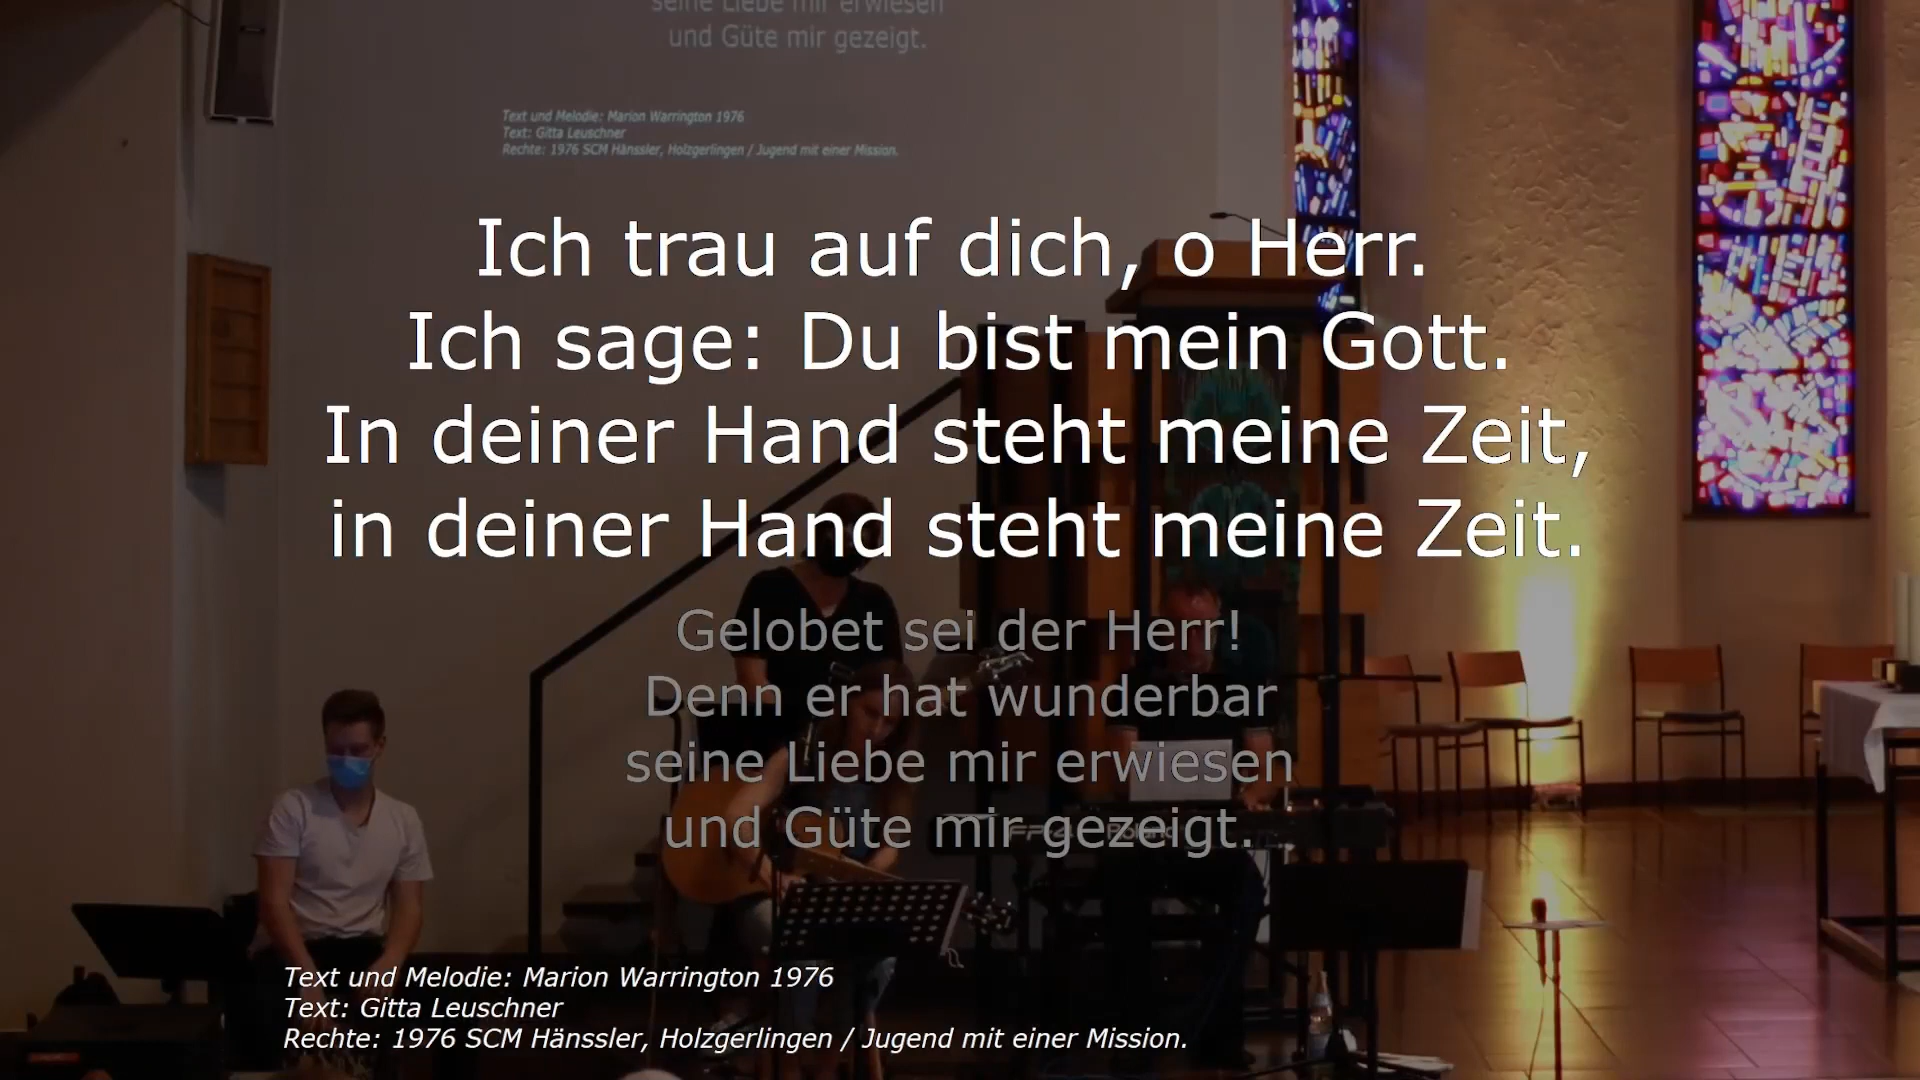 seine Liebe mir erwiesen
und Güte mir gezeigt.
Text und Melodie: Marion Warrington 1976
Text: Gitta Leuschner
Rechte: 1976 SCM Hänssler, Holzgerlingen / Jugend mit einer Mission.
Ich trau auf dich, o Herr.
Ich sage: Du bist mein Gott.
In deiner Hand steht meine Zeit,
in deiner Hand steht meine Zeit.
Gelobet sei der Herr!
Denn er hat wunderbar
seine Liebe mir erwiesen
und Güte mir gezeigt.
FP-4 Roland
Text und Melodie: Marion Warrington 1976
Text: Gitta Leuschner
Rechte: 1976 SCM Hänssler, Holzgerlingen / Jugend mit einer Mission.